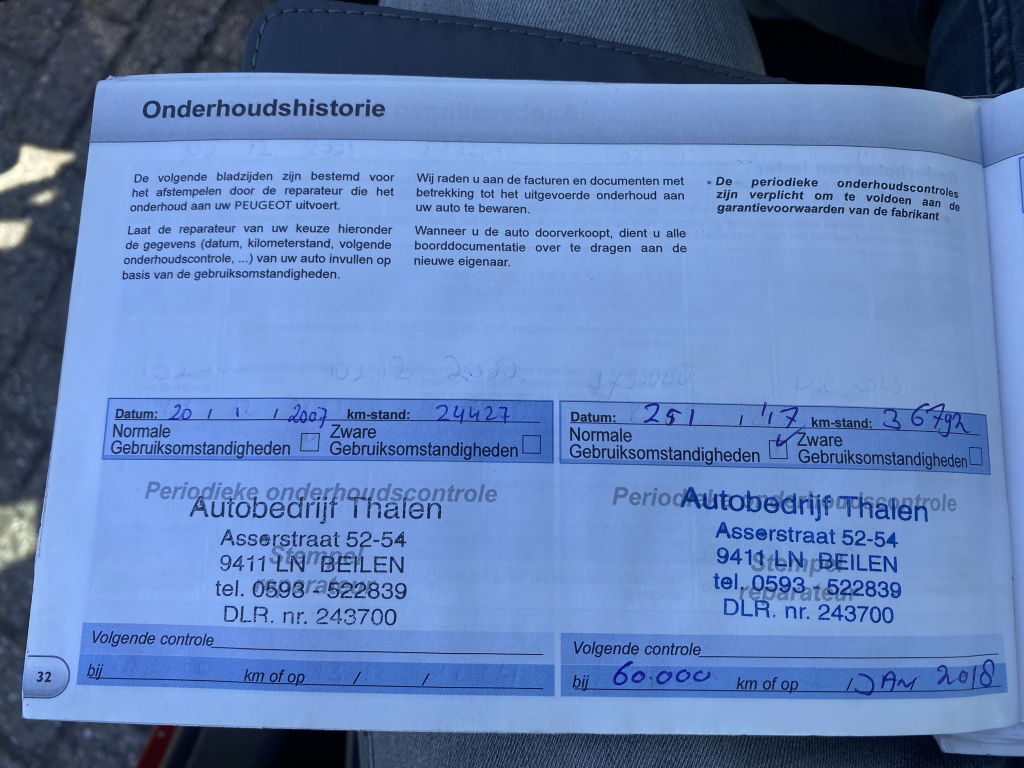 Onderhoudshistorie
De volgende bladzijden zijn bestemd voor
het afstempelen door de reparateur die het
onderhoud aan uw PEUGEOT uitvoert.
Laat de reparateur van uw keuze hieronder
de gegevens (datum, kilometerstand, volgende
onderhoudscontrole, ...) van uw auto invullen op
basis van de gebruiksomstandigheden.
Wij raden u aan de facturen en documenten met
betrekking tot het uitgevoerde onderhoud aan
uw auto te bewaren.
Wanneer u de auto doorverkoopt, dient u alle
boorddocumentatie over te dragen aan de
nieuwe eigenaar.
De periodieke onderhoudscontroles
zijn verplicht om te voldoen aan de
garantievoorwaarden van de fabrikant
Datum: 20 / 1 / 2007 km-stand: 24427
Normale Zware
Gebruiksomstandigheden Gebruiksomstandigheden
Periodieke onderhoudscontrole
Autobedrijf Thalen
Asserstraat 52-54
Stempel
9411 LN BEILEN
reparateur
tel. 0593 - 522839
DLR. nr. 243700
Volgende controle
bij km of op / /
Datum: 251 / '17 km-stand: 36792
Normale Zware
Gebruiksomstandigheden Gebruiksomstandigheden
Periodieke onderhoudscontrole
Autobedrijf Thalen
Asserstraat 52-54
Stempel
9411 LN BEILEN
reparateur
tel. 0593 - 522839
DLR. nr. 243700
Volgende controle
bij 60.000 km of op / JAN 2018
32